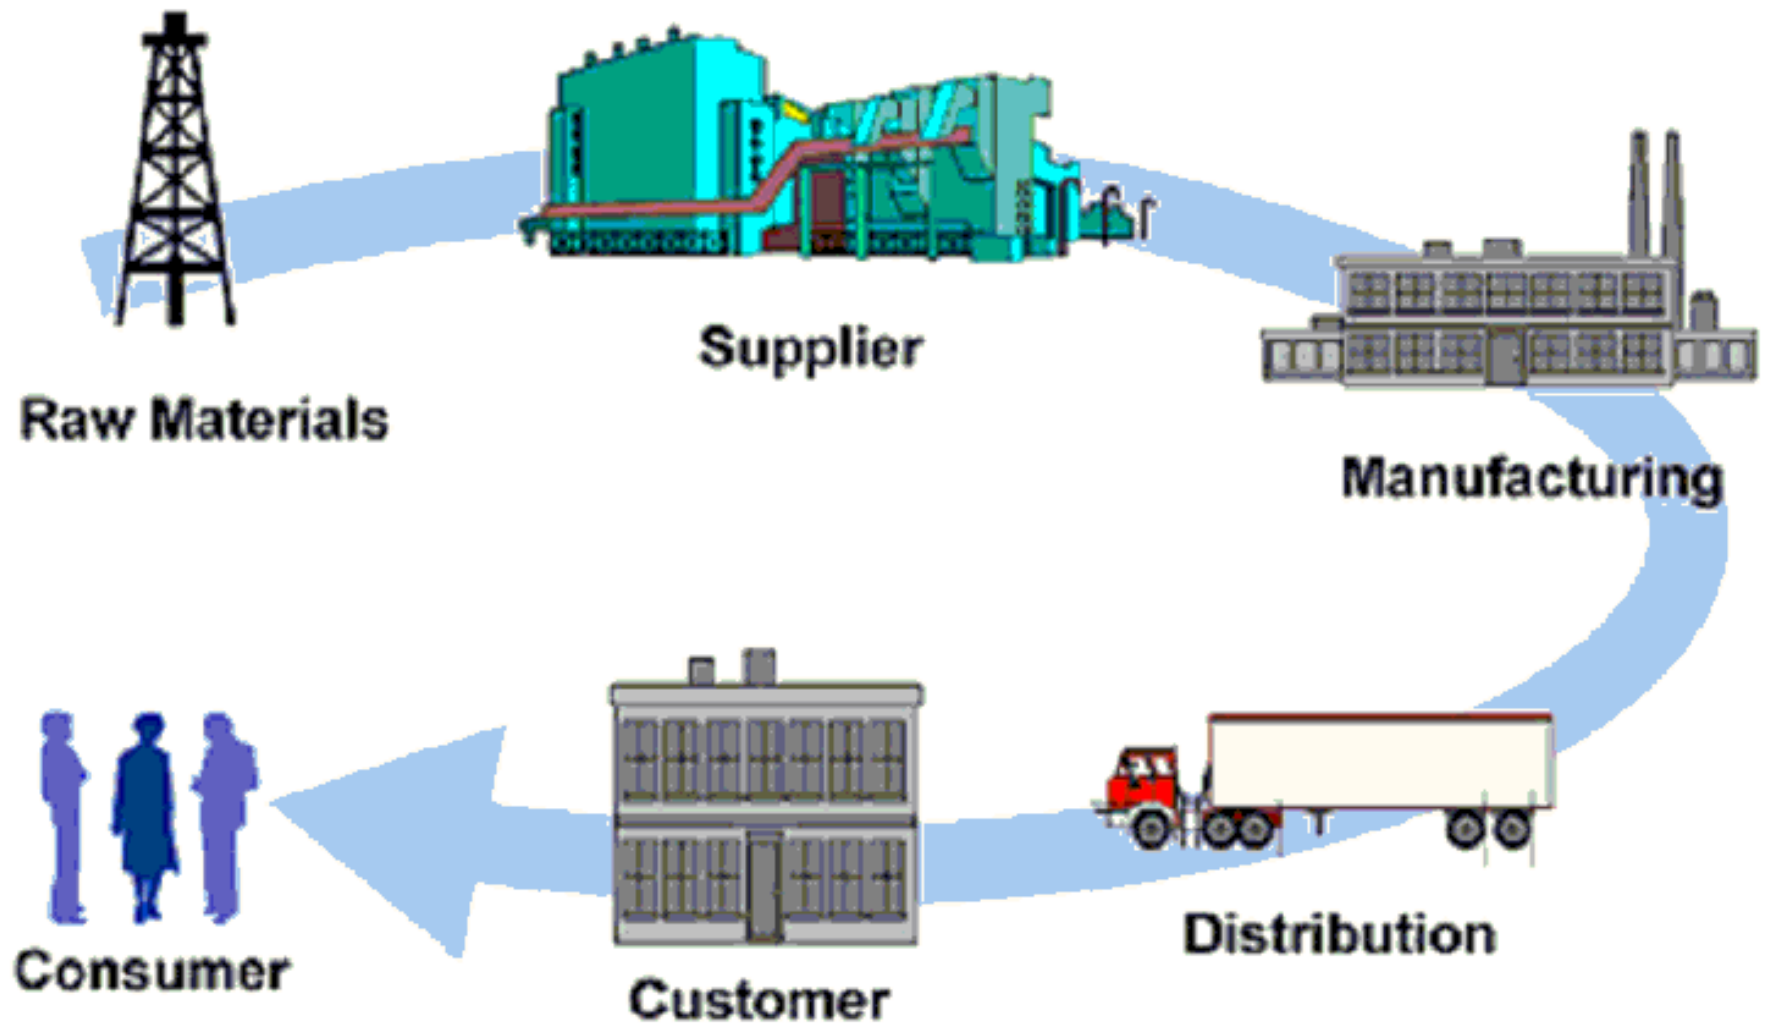 Raw Materials
Supplier
Manufacturing
Distribution
Customer
Consumer